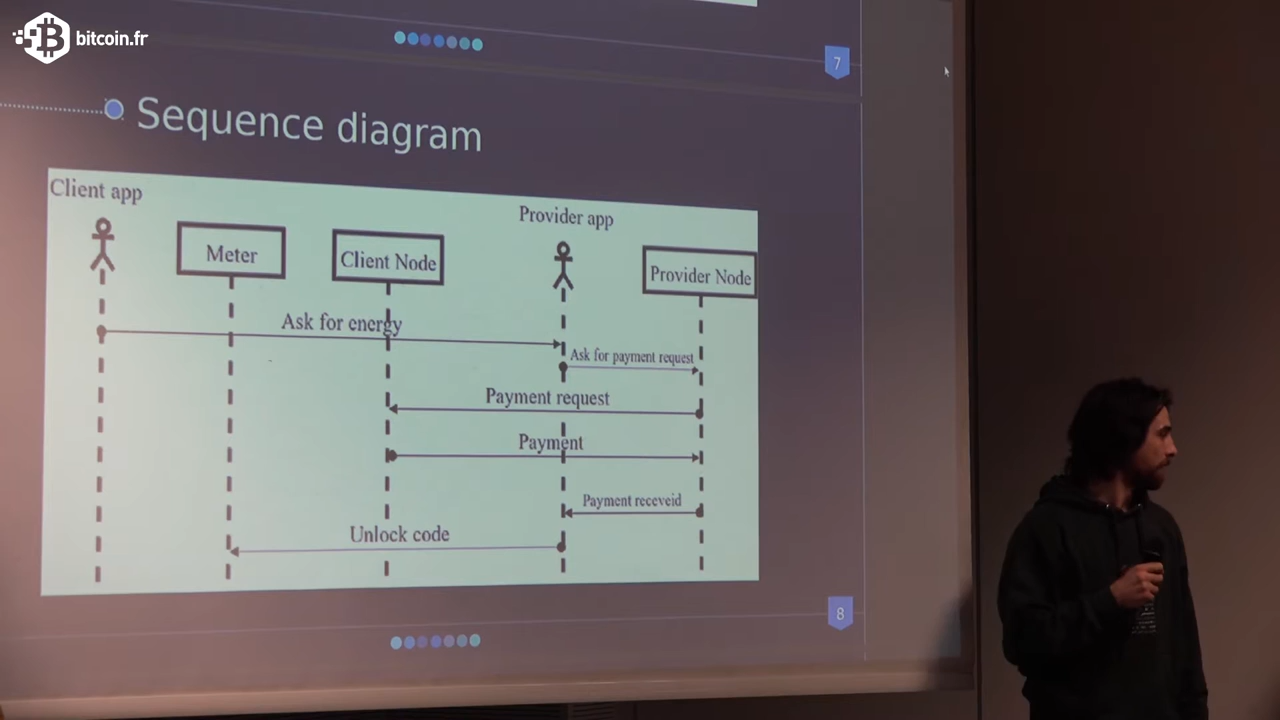 bitcoin.fr
7
Sequence diagram
Client app
Provider app
Meter
Client Node
Provider Node
Ask for energy
Ask for payment request
Payment request
Payment
Payment receveid
Unlock code
8